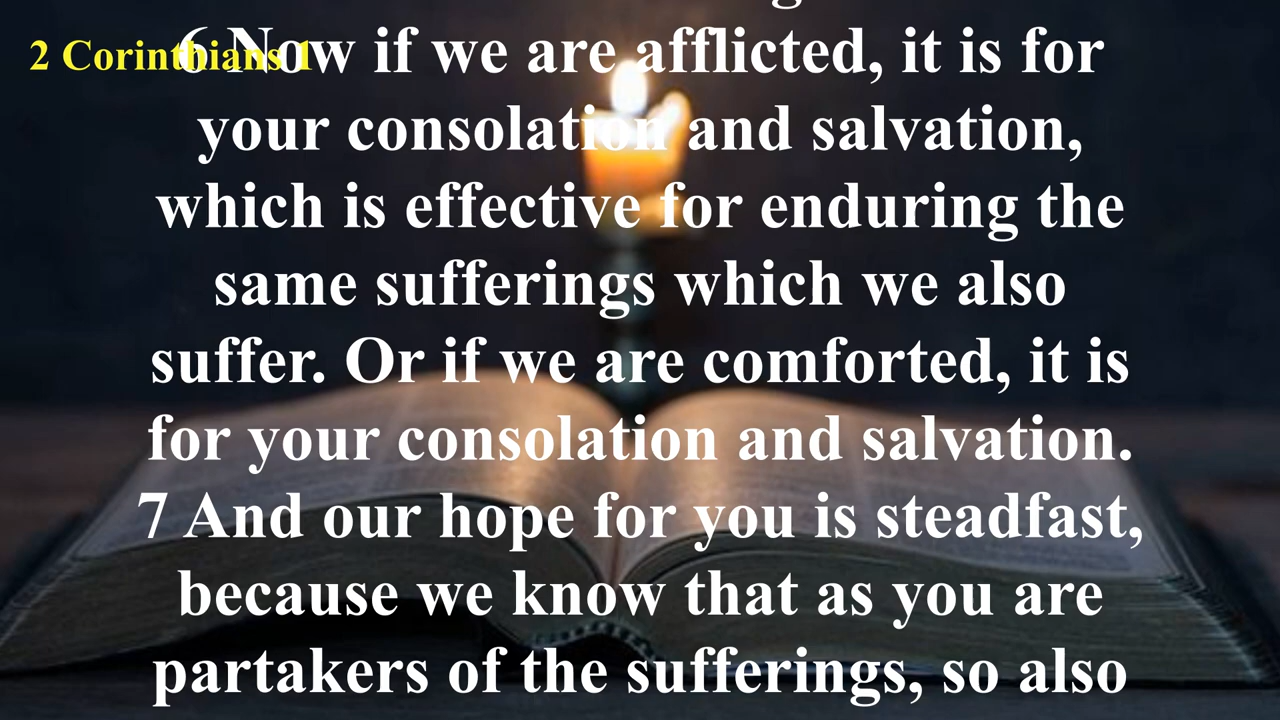 2 Corinthians 1
6 Now if we are afflicted, it is for
your consolation and salvation,
which is effective for enduring the
same sufferings which we also
suffer. Or if we are comforted, it is
for your consolation and salvation.
7 And our hope for you is steadfast,
because we know that as you are
partakers of the sufferings, so also